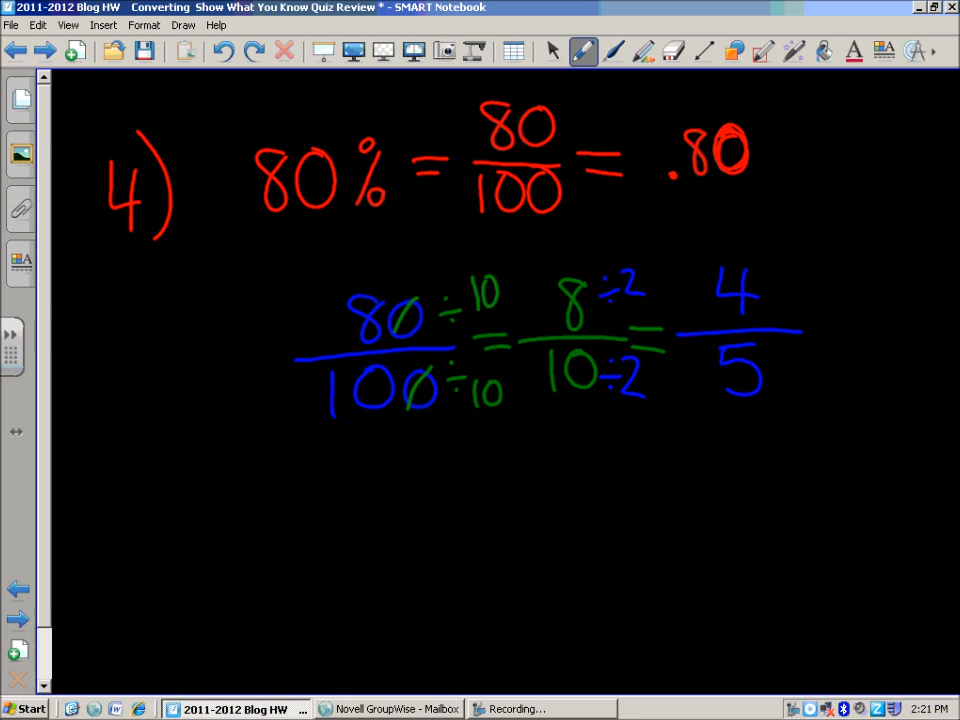 2011-2012 Blog HW    Converting  Show What You Know Quiz Review * - SMART Notebook
File Edit View Insert Format Draw Help
4) 80% = 80/100 = .80
80/100 ÷10/÷10 = 8/10 ÷2/÷2 = 4/5
Start 2011-2012 Blog HW ... Novell GroupWise - Mailbox Recording... 2:21 PM